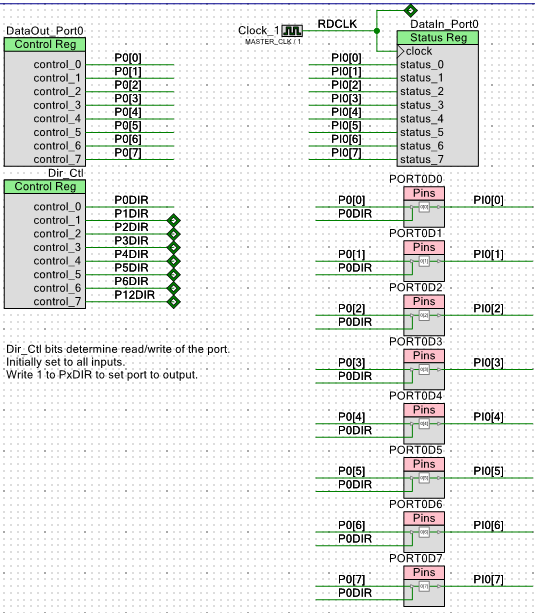 DataOut_Port0
Control Reg
control_0 P0[0]
control_1 P0[1]
control_2 P0[2]
control_3 P0[3]
control_4 P0[4]
control_5 P0[5]
control_6 P0[6]
control_7 P0[7]
Clock_1 RDCLK
MASTER_CLK / 1
DataIn_Port0
Status Reg
clock
PI0[0] status_0
PI0[1] status_1
PI0[2] status_2
PI0[3] status_3
PI0[4] status_4
PI0[5] status_5
PI0[6] status_6
PI0[7] status_7
Dir_Ctl
Control Reg
control_0 P0DIR
control_1 P1DIR
control_2 P2DIR
control_3 P3DIR
control_4 P4DIR
control_5 P5DIR
control_6 P6DIR
control_7 P12DIR
Dir_Ctl bits determine read/write of the port.
Initially set to all inputs.
Write 1 to PxDIR to set port to output.
PORT0D0
Pins
P0[0] PI0[0]
P0DIR
PORT0D1
Pins
P0[1] PI0[1]
P0DIR
PORT0D2
Pins
P0[2] PI0[2]
P0DIR
PORT0D3
Pins
P0[3] PI0[3]
P0DIR
PORT0D4
Pins
P0[4] PI0[4]
P0DIR
PORT0D5
Pins
P0[5] PI0[5]
P0DIR
PORT0D6
Pins
P0[6] PI0[6]
P0DIR
PORT0D7
Pins
P0[7] PI0[7]
P0DIR